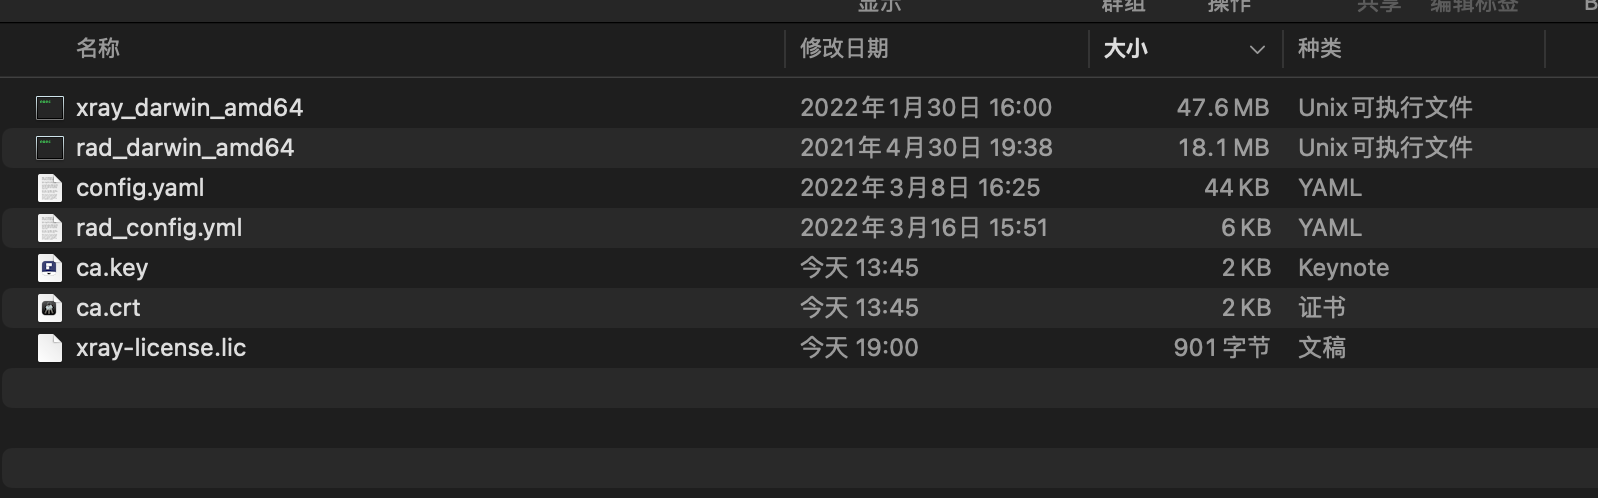 显示 群组 操作 共享 编辑标签
名称 修改日期 大小 种类
xray_darwin_amd64 2022年1月30日 16:00 47.6 MB Unix可执行文件
rad_darwin_amd64 2021年4月30日 19:38 18.1 MB Unix可执行文件
config.yaml 2022年3月8日 16:25 44 KB YAML
rad_config.yml 2022年3月16日 15:51 6 KB YAML
ca.key 今天 13:45 2 KB Keynote
ca.crt 今天 13:45 2 KB 证书
xray-license.lic 今天 19:00 901 字节 文稿